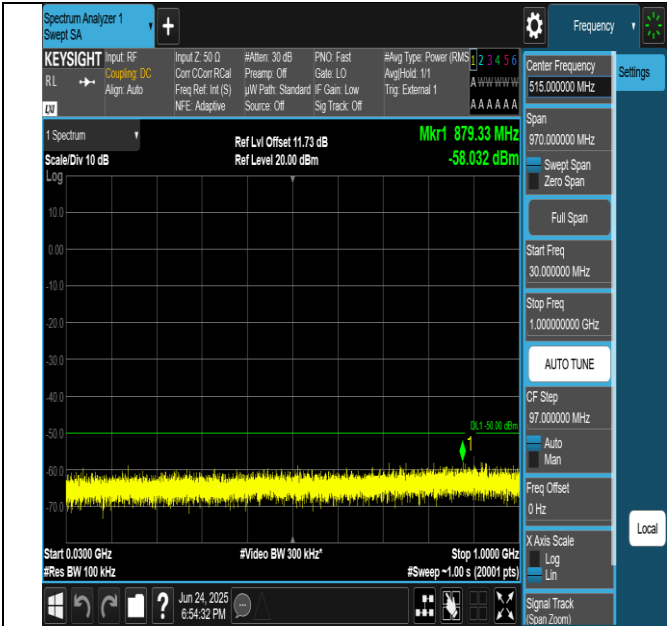 Spectrum Analyzer 1
Swept SA
+
Frequency
KEYSIGHT
RL
LXI
Input: RF
Coupling: DC
Align: Auto
Input Z: 50 Ω
Corr CCorr RCal
Freq Ref: Int (S)
NFE: Adaptive
#Atten: 30 dB
Preamp: Off
µW Path: Standard
Source: Off
PNO: Fast
Gate: LO
IF Gain: Low
Sig Track: Off
#Avg Type: Power (RMS
Avg|Hold: 1/1
Trig: External 1
1 2 3 4 5 6
A W W W W W
A A A A A A
1 Spectrum
Scale/Div 10 dB
Log
Ref Lvl Offset 11.73 dB
Ref Level 20.00 dBm
Mkr1 879.33 MHz
-58.032 dBm
10.0
0.00
-10.0
-20.0
-30.0
-40.0
-50.0
-60.0
-70.0
DL1 -50.00 dBm
1
Start 0.0300 GHz
#Res BW 100 kHz
#Video BW 300 kHz*
Stop 1.0000 GHz
#Sweep ~1.00 s (20001 pts)
?
Jun 24, 2025
6:54:32 PM
Center Frequency
515.000000 MHz
Settings
Span
970.000000 MHz
Swept Span
Zero Span
Full Span
Start Freq
30.000000 MHz
Stop Freq
1.000000000 GHz
AUTO TUNE
CF Step
97.000000 MHz
Auto
Man
Freq Offset
0 Hz
Local
X Axis Scale
Log
Lin
Signal Track
(Span Zoom)